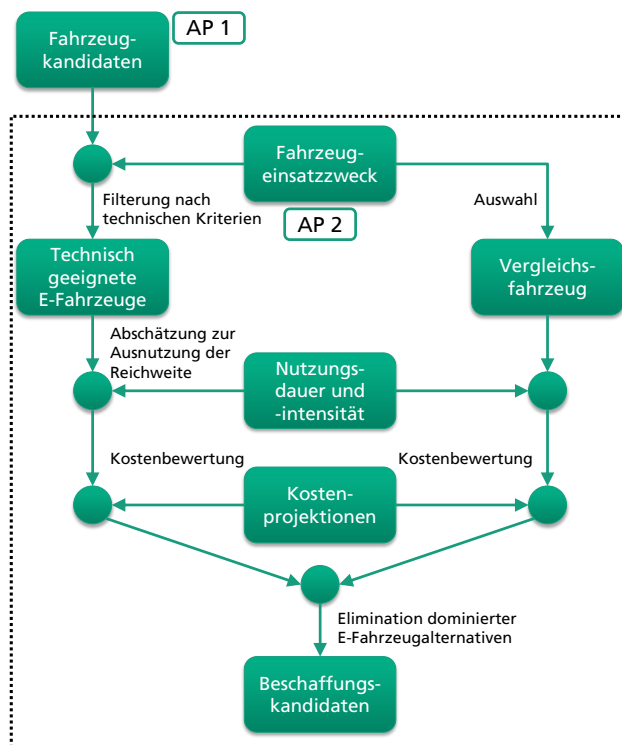 Fahrzeug-
kandidaten
AP 1
Fahrzeug-
einsatzzweck
Filterung nach
technischen Kriterien
AP 2
Auswahl
Technisch
geeignete
E-Fahrzeuge
Vergleichs-
fahrzeug
Abschätzung zur
Ausnutzung der
Reichweite
Nutzungs-
dauer und
-intensität
Kostenbewertung
Kostenbewertung
Kosten-
projektionen
Elimination dominierter
E-Fahrzeugalternativen
Beschaffungs-
kandidaten